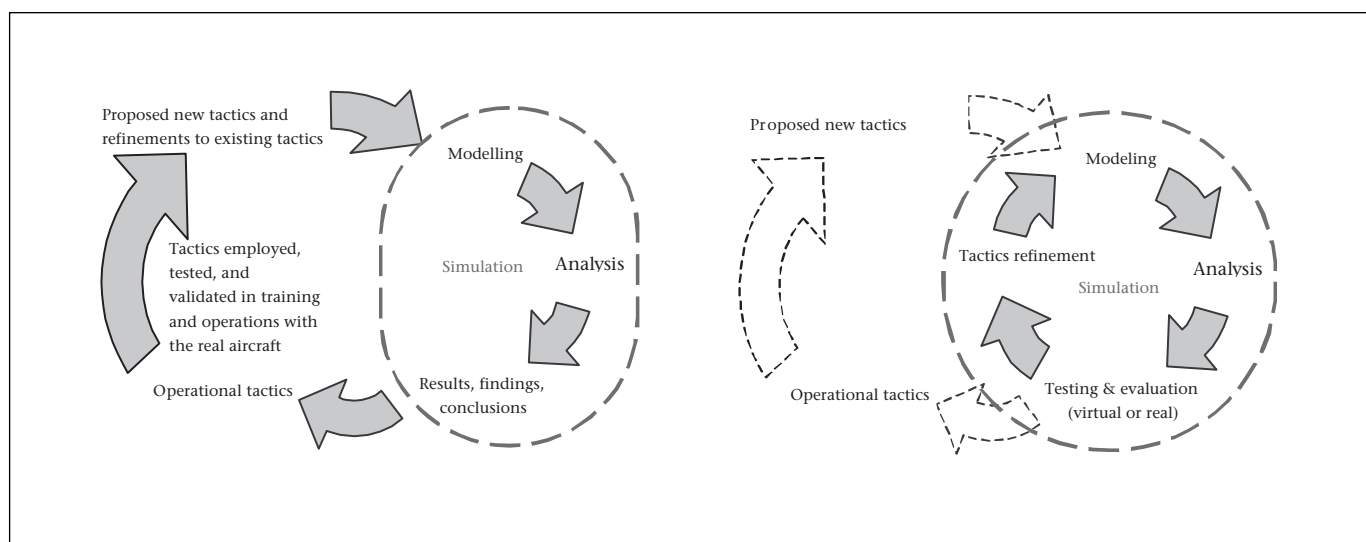 Proposed new tactics and
refinements to existing tactics
Modelling
Tactics employed,
tested, and
validated in training
and operations with
the real aircraft
Simulation
Analysis
Operational tactics
Results, findings,
conclusions
Proposed new tactics
Modeling
Tactics refinement
Analysis
Simulation
Operational tactics
Testing & evaluation
(virtual or real)